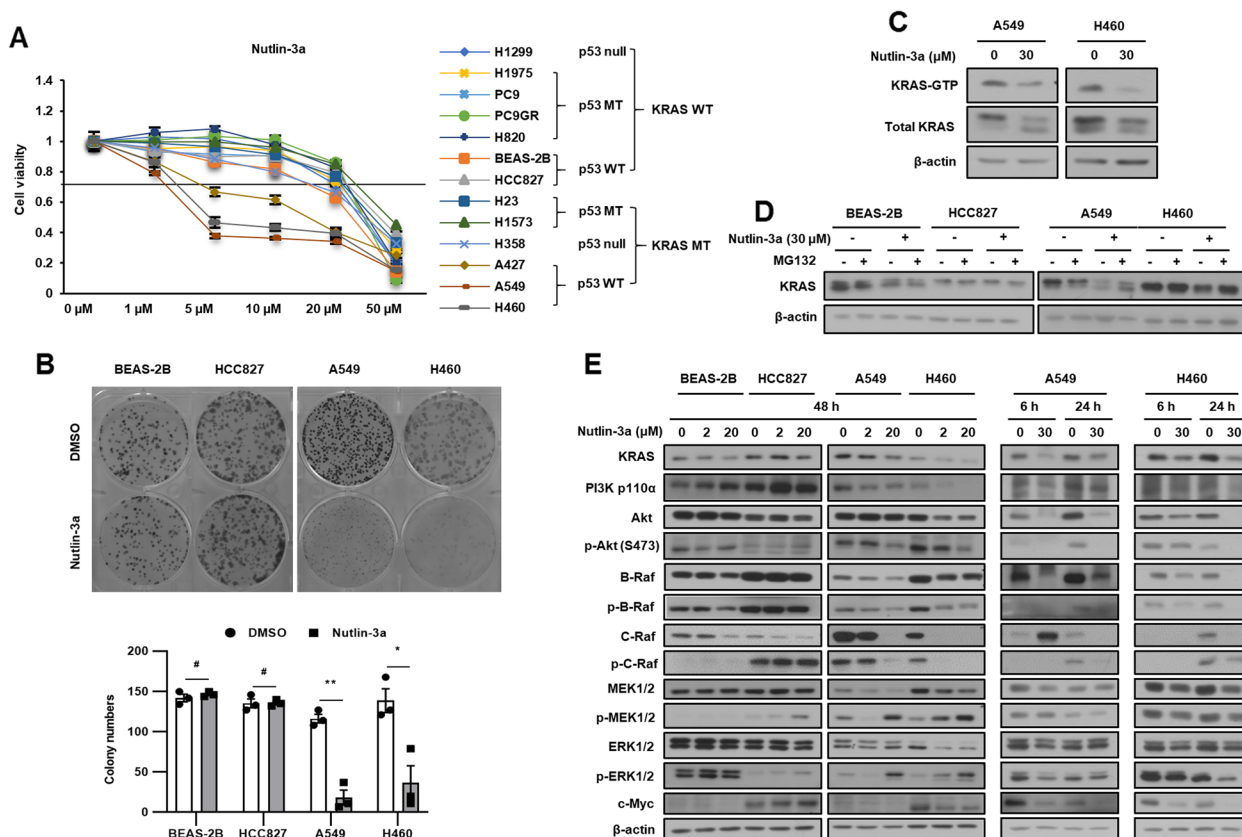 A
Nutlin-3a
Cell viability
1.4
1.2
1
0.8
0.6
0.4
0.2
0
0 µM 1 µM 5 µM 10 µM 20 µM 50 µM
H1299 p53 null
H1975
PC9 p53 MT
PC9GR KRAS WT
H820
BEAS-2B
HCC827 p53 WT
H23
H1573 p53 MT
H358 p53 null KRAS MT
A427
A549 p53 WT
H460
B
BEAS-2B HCC827 A549 H460
DMSO
Nutlin-3a
DMSO Nutlin-3a
Colony numbers
200
150
100
50
0
# # ** *
BEAS-2B HCC827 A549 H460
C
A549 H460
Nutlin-3a (µM) 0 30 0 30
KRAS-GTP
Total KRAS
β-actin
D
BEAS-2B HCC827 A549 H460
Nutlin-3a (30 µM) - + - + - + - +
MG132 - + - + - + - + - + - + - + - +
KRAS
β-actin
E
BEAS-2B HCC827 A549 H460 A549 H460
48 h 6 h 24 h 6 h 24 h
Nutlin-3a (µM) 0 2 20 0 2 20 0 2 20 0 2 20 0 30 0 30 0 30 0 30
KRAS
PI3K p110α
Akt
p-Akt (S473)
B-Raf
p-B-Raf
C-Raf
p-C-Raf
MEK1/2
p-MEK1/2
ERK1/2
p-ERK1/2
c-Myc
β-actin